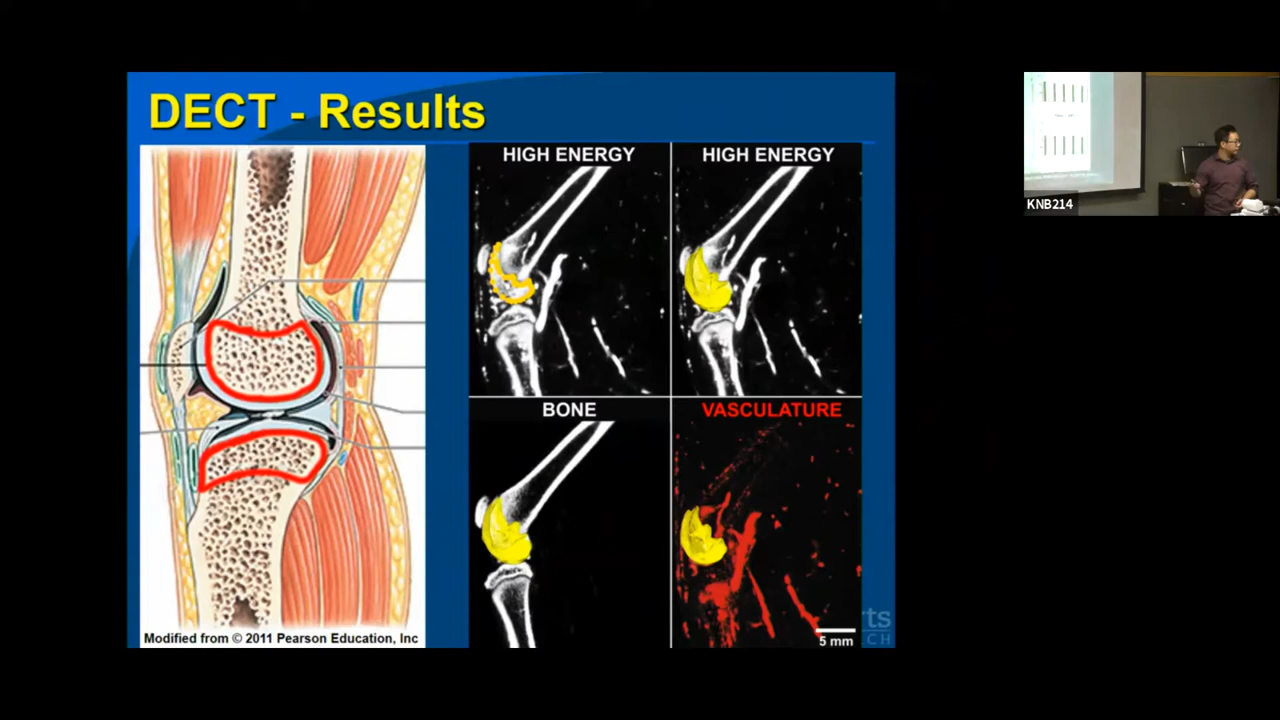 DECT - Results
HIGH ENERGY
HIGH ENERGY
BONE
VASCULATURE
5 mm
Modified from © 2011 Pearson Education, Inc
KNB214